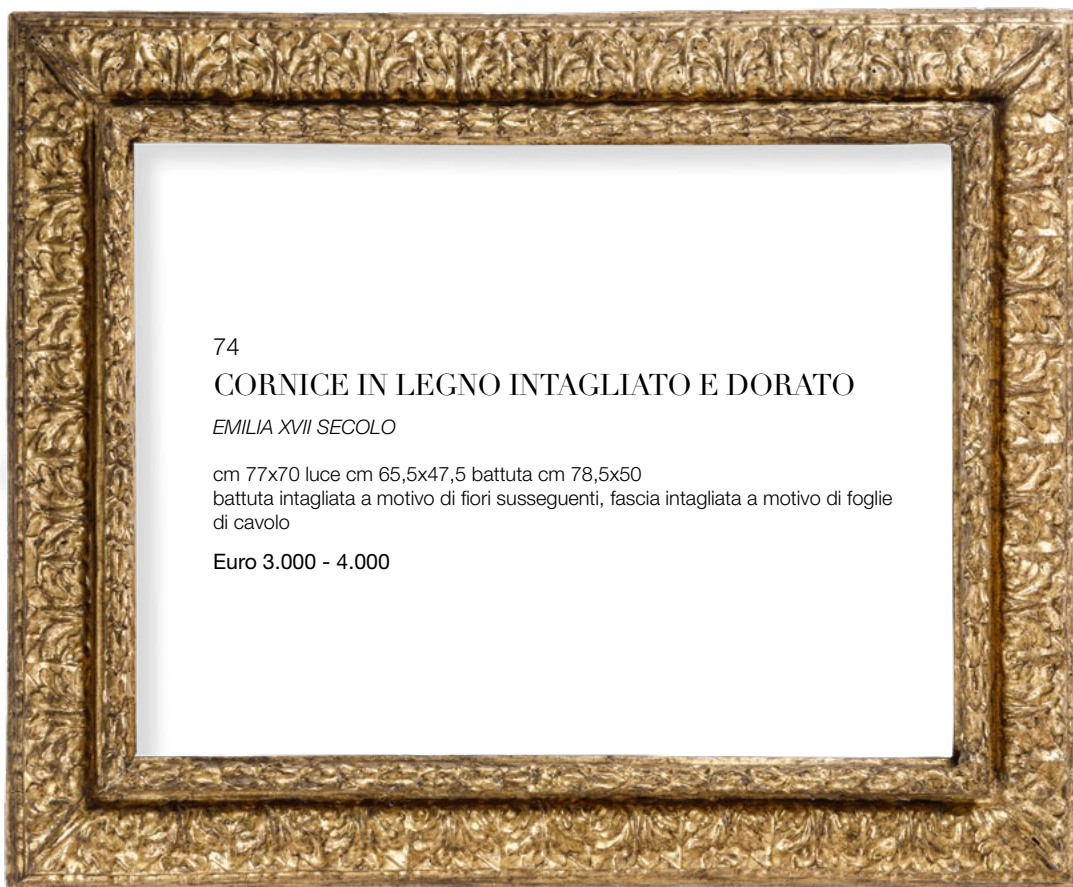 74
CORNICE IN LEGNO INTAGLIATO E DORATO
EMILIA XVII SECOLO
cm 77x70 luce cm 65,5x47,5 battuta cm 78,5x50
battuta intagliata a motivo di fiori susseguenti, fascia intagliata a motivo di foglie
di cavolo
Euro 3.000 - 4.000